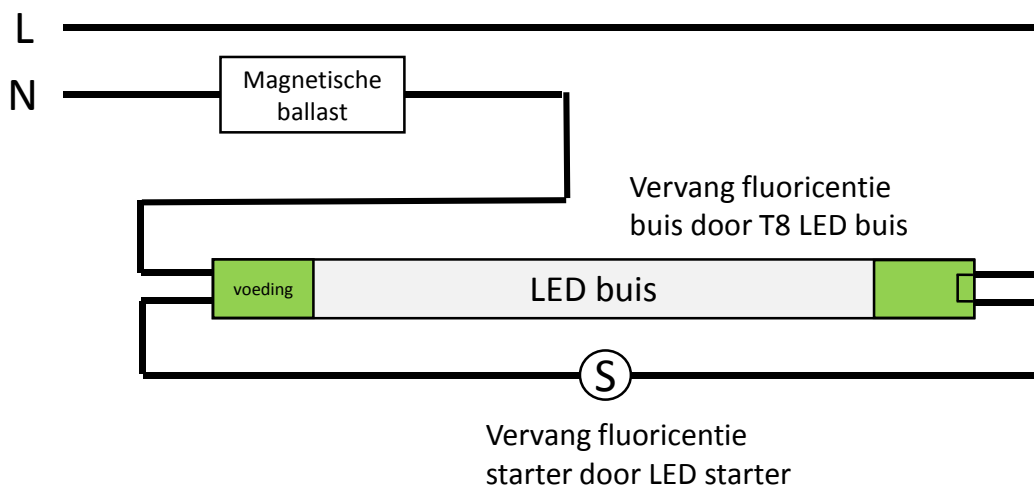 L
N
Magnetische
ballast
Vervang fluoricentie
buis door T8 LED buis
voeding
LED buis
S
Vervang fluoricentie
starter door LED starter